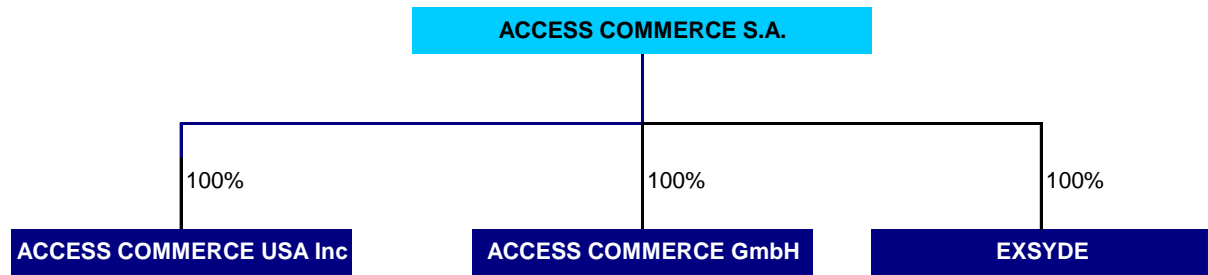 ACCESS COMMERCE S.A.
100%
100%
100%
ACCESS COMMERCE USA Inc
ACCESS COMMERCE GmbH
EXSYDE